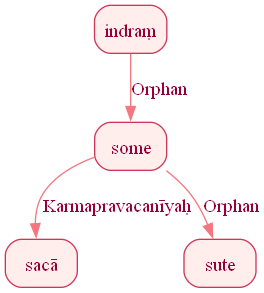 indraṃ
Orphan
some
Karmapravacanīyaḥ Orphan
sacā sute